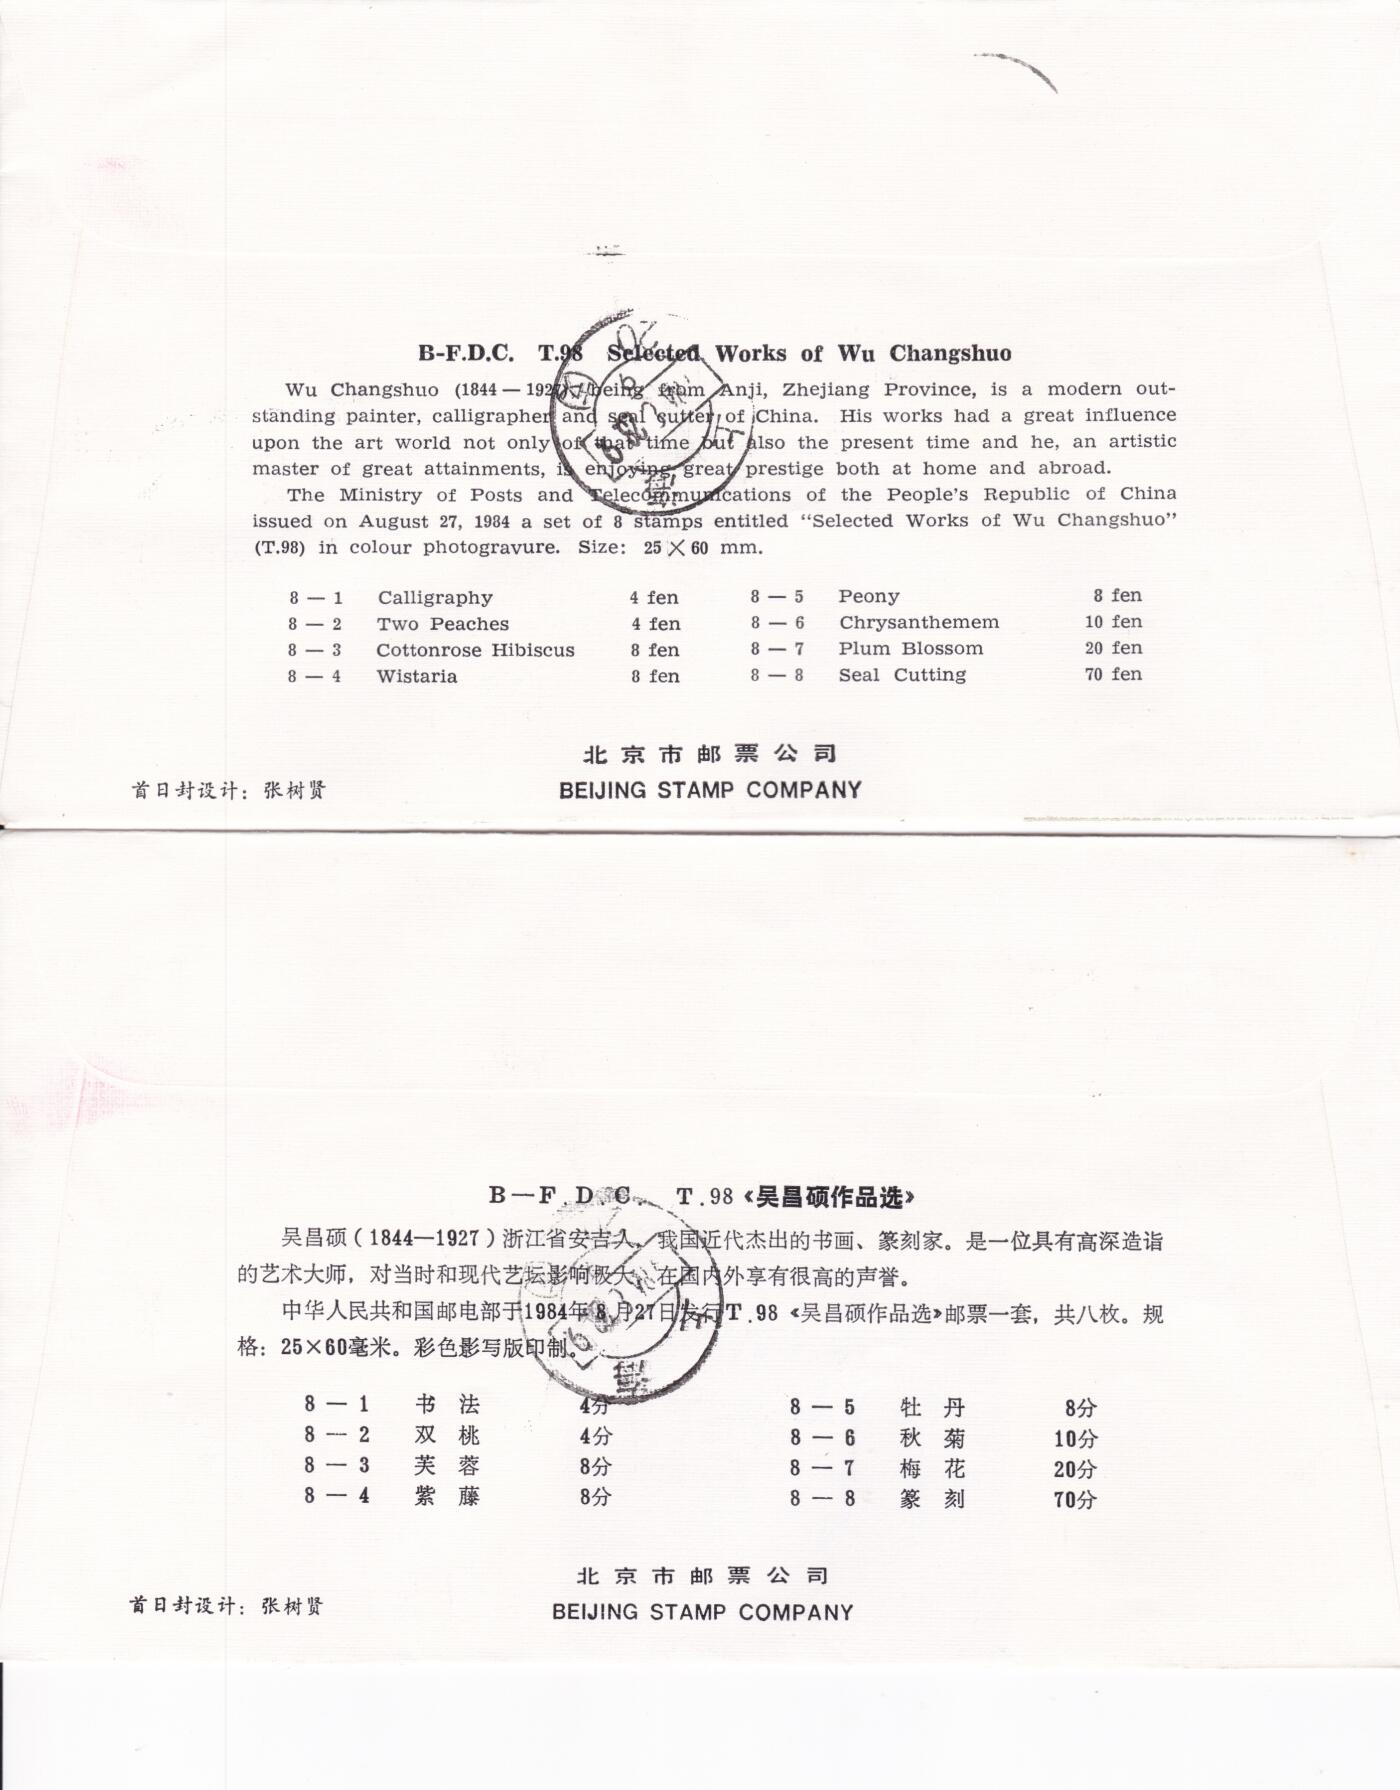 B-F.D.C. T.98 Selected Works of Wu Changshuo
Wu Changshuo (1844—1927), being from Anji, Zhejiang Province, is a modern out-
standing painter, calligrapher and seal cutter of China. His works had a great influence
upon the art world not only of that time but also the present time and he, an artistic
master of great attainments, is enjoying great prestige both at home and abroad.
The Ministry of Posts and Telecommunications of the People's Republic of China
issued on August 27, 1984 a set of 8 stamps entitled “Selected Works of Wu Changshuo”
(T.98) in colour photogravure. Size: 25×60 mm.
8—1 Calligraphy 4 fen 8—5 Peony 8 fen
8—2 Two Peaches 4 fen 8—6 Chrysanthemem 10 fen
8—3 Cottonrose Hibiscus 8 fen 8—7 Plum Blossom 20 fen
8—4 Wistaria 8 fen 8—8 Seal Cutting 70 fen
北京市邮票公司
首日封设计：张树贤 BEIJING STAMP COMPANY
B—F.D.C. T.98《吴昌硕作品选》
吴昌硕（1844—1927）浙江省安吉人，我国近代杰出的书画、篆刻家。是一位具有高深造诣
的艺术大师，对当时和现代艺坛影响极大，在国内外享有很高的声誉。
中华人民共和国邮电部于1984年8月27日发行T.98《吴昌硕作品选》邮票一套，共八枚。规
格：25×60毫米。彩色影写版印制。
8—1 书法 4分 8—5 牡丹 8分
8—2 双桃 4分 8—6 秋菊 10分
8—3 芙蓉 8分 8—7 梅花 20分
8—4 紫藤 8分 8—8 篆刻 70分
北京市邮票公司
首日封设计：张树贤 BEIJING STAMP COMPANY